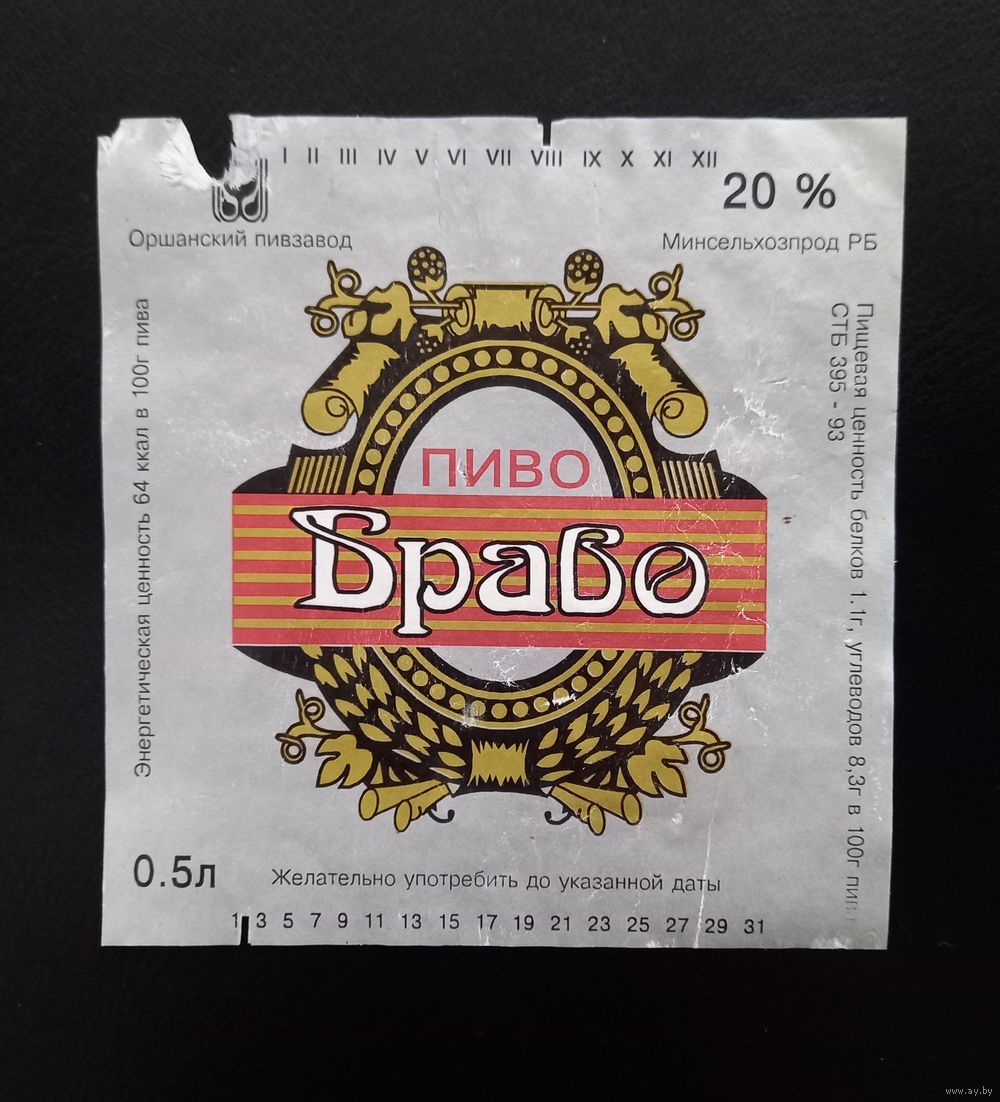 I II III IV V VI VII VIII IX X XI XII
20 %
Оршанский пивзавод
Минсельхозпрод РБ
Энергетическая ценность 64 ккал в 100г пива
Пищевая ценность белков 1.1г, углеводов 8,3г в 100г пива
СТБ 395 - 93
ПИВО
Браво
0.5л
Желательно употребить до указанной даты
1 3 5 7 9 11 13 15 17 19 21 23 25 27 29 31
www.ay.by